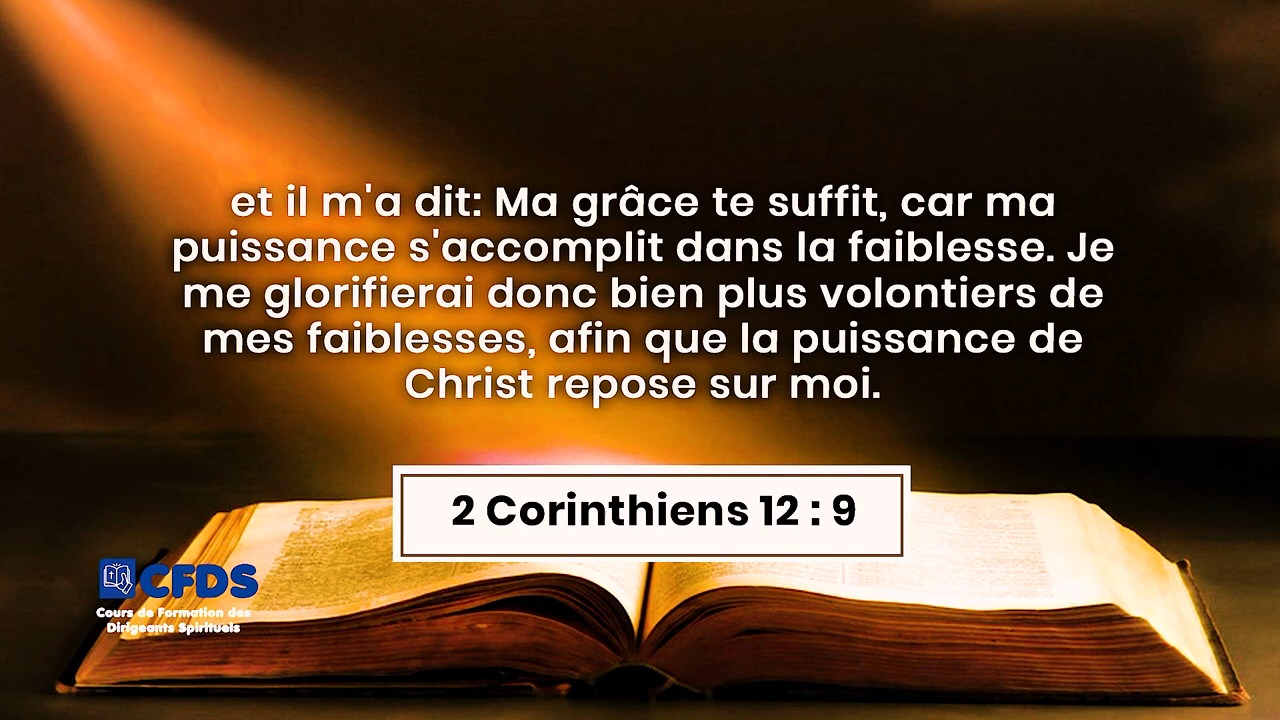 et il m'a dit: Ma grâce te suffit, car ma
puissance s'accomplit dans la faiblesse. Je
me glorifierai donc bien plus volontiers de
mes faiblesses, afin que la puissance de
Christ repose sur moi.
2 Corinthiens 12 : 9
CFDS
Cours de Formation des
Dirigeants Spirituels